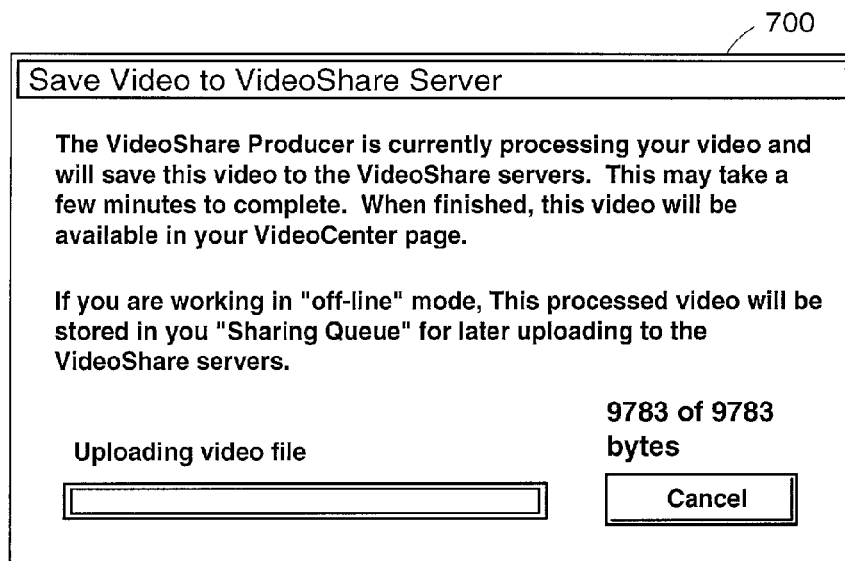 700
Save Video to VideoShare Server
The VideoShare Producer is currently processing your video and
will save this video to the VideoShare servers. This may take a
few minutes to complete. When finished, this video will be
available in your VideoCenter page.
If you are working in "off-line" mode, This processed video will be
stored in you "Sharing Queue" for later uploading to the
VideoShare servers.
9783 of 9783
bytes
Uploading video file
Cancel